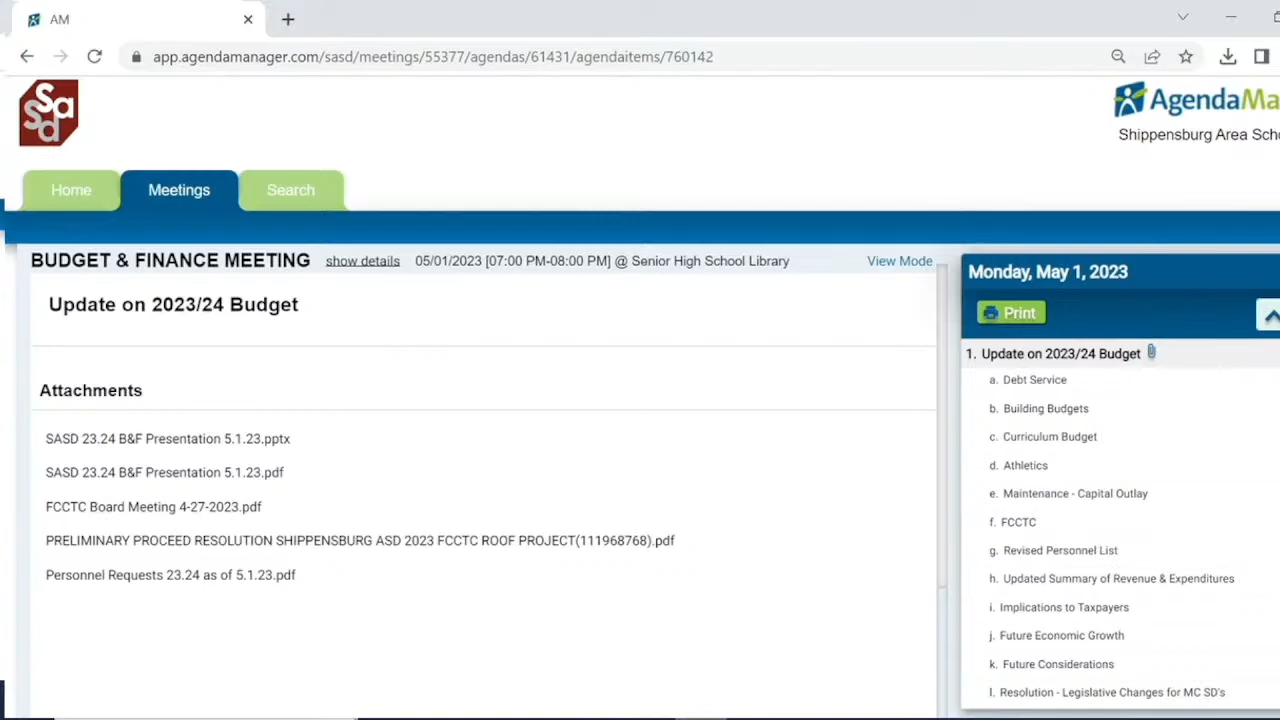 AM
app.agendamanager.com/sasd/meetings/55377/agendas/61431/agendaitems/760142
Sasd
AgendaMa
Shippensburg Area Scho
Home
Meetings
Search
BUDGET & FINANCE MEETING show details 05/01/2023 [07:00 PM-08:00 PM] @ Senior High School Library View Mode
Update on 2023/24 Budget
Attachments
SASD 23.24 B&F Presentation 5.1.23.pptx
SASD 23.24 B&F Presentation 5.1.23.pdf
FCCTC Board Meeting 4-27-2023.pdf
PRELIMINARY PROCEED RESOLUTION SHIPPENSBURG ASD 2023 FCCTC ROOF PROJECT(111968768).pdf
Personnel Requests 23.24 as of 5.1.23.pdf
Monday, May 1, 2023
Print
1. Update on 2023/24 Budget
a. Debt Service
b. Building Budgets
c. Curriculum Budget
d. Athletics
e. Maintenance - Capital Outlay
f. FCCTC
g. Revised Personnel List
h. Updated Summary of Revenue & Expenditures
i. Implications to Taxpayers
j. Future Economic Growth
k. Future Considerations
l. Resolution - Legislative Changes for MC SD's